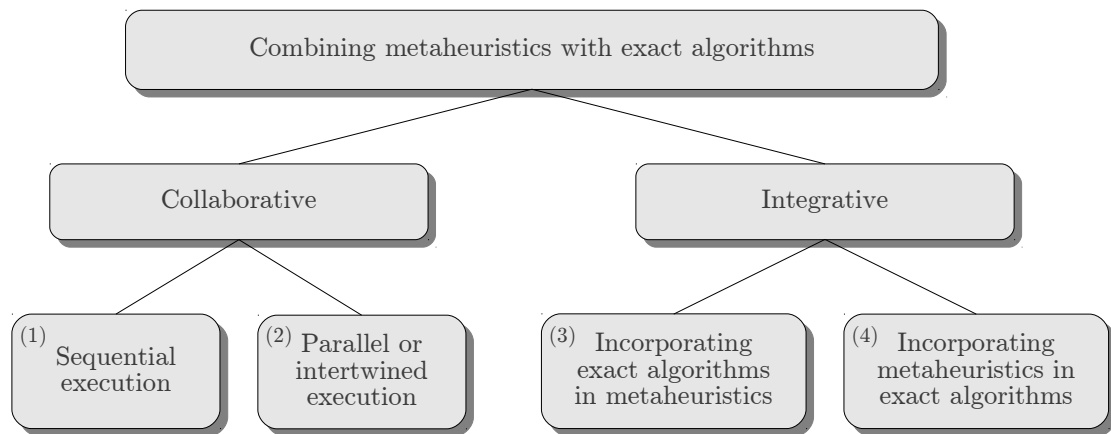 Combining metaheuristics with exact algorithms
Collaborative
Integrative
(1)
Sequential
execution
(2)
Parallel or
intertwined
execution
(3)
Incorporating
exact algorithms
in metaheuristics
(4)
Incorporating
metaheuristics in
exact algorithms